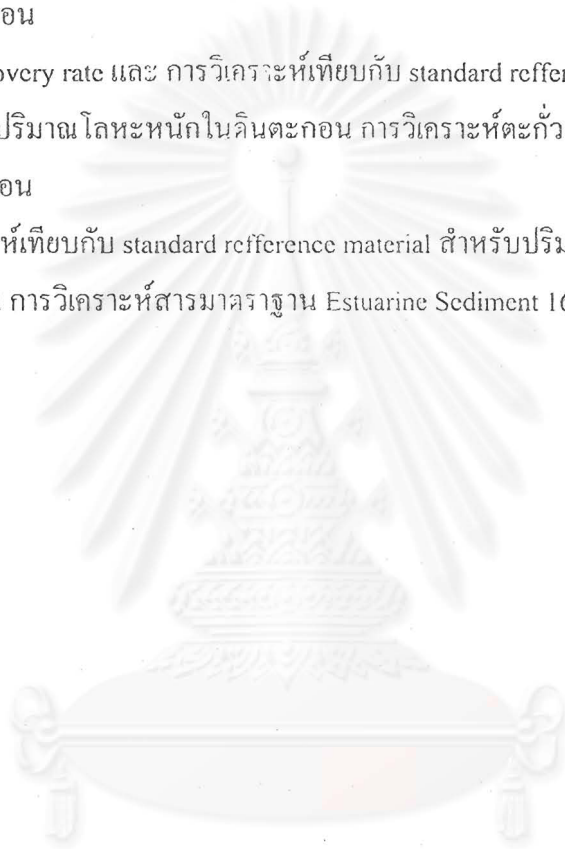 อน
overy rate และ การวิเคราะห์เทียบกับ standard reffer
ปริมาณโลหะหนักในดินตะกอน การวิเคราะห์ตะกั่ว
อน
ห์เทียบกับ standard refference material สำหรับปริม
การวิเคราะห์สารมาตราฐาน Estuarine Sediment 16